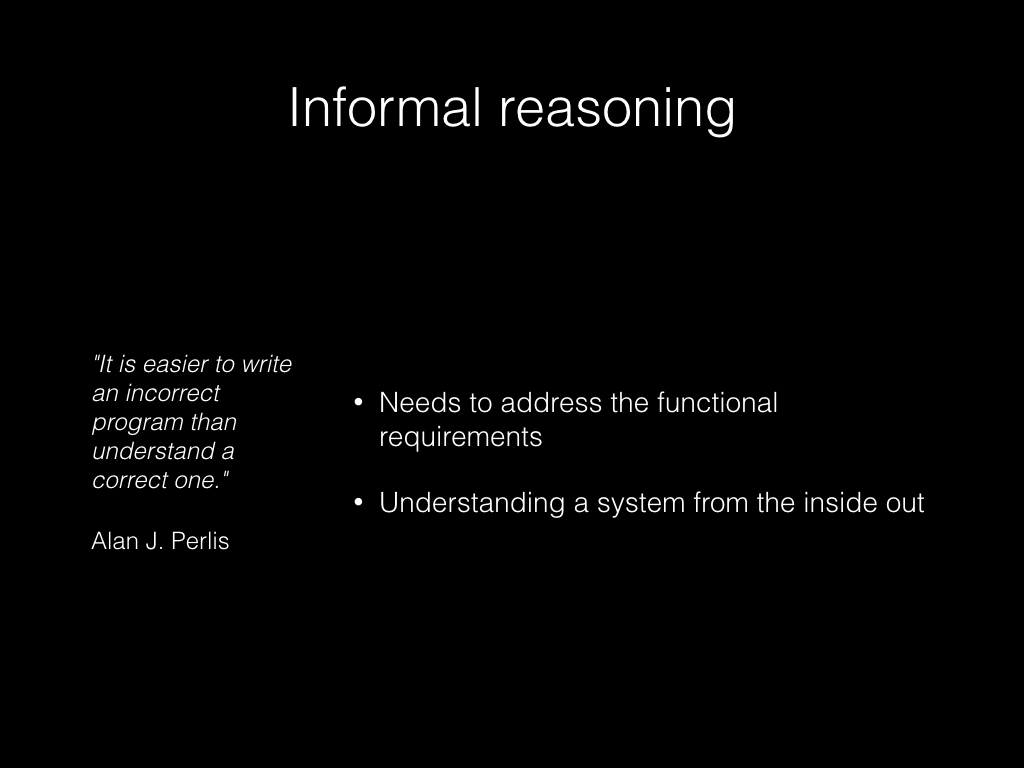 Informal reasoning
"It is easier to write
an incorrect
program than
understand a
correct one."
Alan J. Perlis
• Needs to address the functional
requirements
• Understanding a system from the inside out